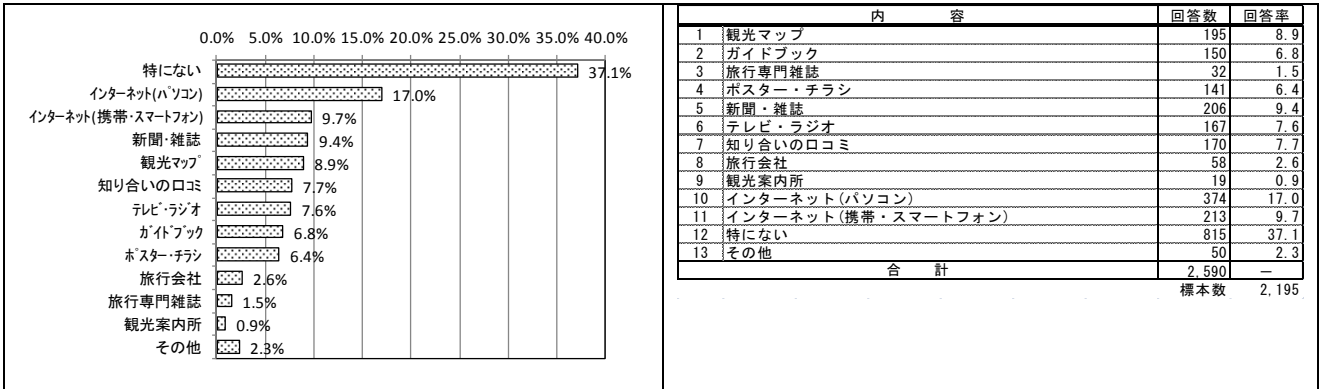 0.0% 5.0% 10.0% 15.0% 20.0% 25.0% 30.0% 35.0% 40.0%
特にない 37.1%
インターネット(パソコン) 17.0%
インターネット(携帯・スマートフォン) 9.7%
新聞・雑誌 9.4%
観光マップ 8.9%
知り合いの口コミ 7.7%
テレビ・ラジオ 7.6%
ガイドブック 6.8%
ポスター・チラシ 6.4%
旅行会社 2.6%
旅行専門雑誌 1.5%
観光案内所 0.9%
その他 2.3%
内 容 回答数 回答率
1 観光マップ 195 8.9
2 ガイドブック 150 6.8
3 旅行専門雑誌 32 1.5
4 ポスター・チラシ 141 6.4
5 新聞・雑誌 206 9.4
6 テレビ・ラジオ 167 7.6
7 知り合いの口コミ 170 7.7
8 旅行会社 58 2.6
9 観光案内所 19 0.9
10 インターネット(パソコン) 374 17.0
11 インターネット(携帯・スマートフォン) 213 9.7
12 特にない 815 37.1
13 その他 50 2.3
合 計 2,590 －
標本数 2,195